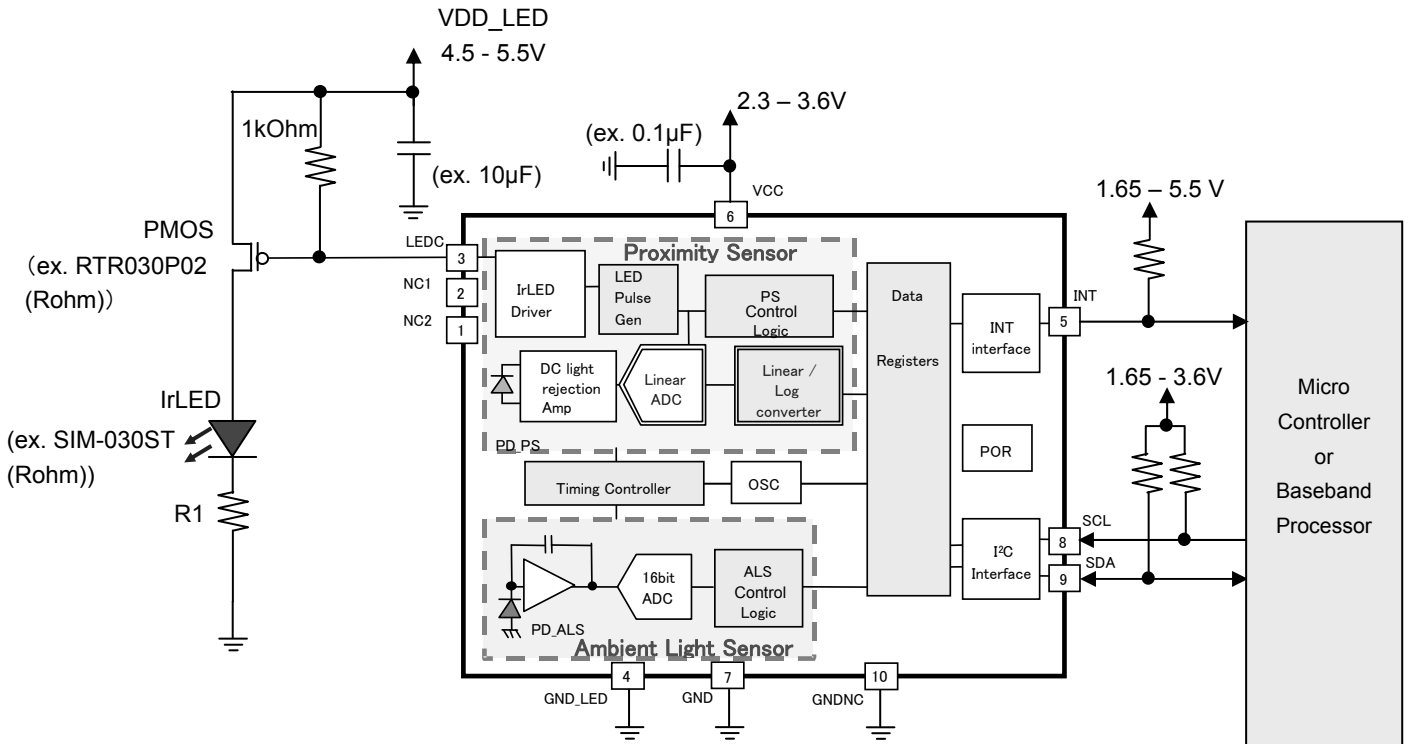 VDD_LED
4.5 - 5.5V
1kOhm
(ex. 10µF)
PMOS
(ex. RTR030P02
(Rohm))
IrLED
(ex. SIM-030ST
(Rohm))
R1
2.3 – 3.6V
(ex. 0.1µF)
VCC
6
LEDC
3
NC1
2
NC2
1
Proximity Sensor
IrLED
Driver
LED
Pulse
Gen
PS
Control
Logic
DC light
rejection
Amp
Linear
ADC
Linear /
Log
converter
PD_PS
Timing Controller
OSC
16bit
ADC
ALS
Control
Logic
PD_ALS
Ambient Light Sensor
Data
Registers
INT
interface
POR
I²C
Interface
1.65 – 5.5 V
INT
5
1.65 - 3.6V
SCL
8
SDA
9
4
GND_LED
7
GND
10
GNDNC
Micro
Controller
or
Baseband
Processor